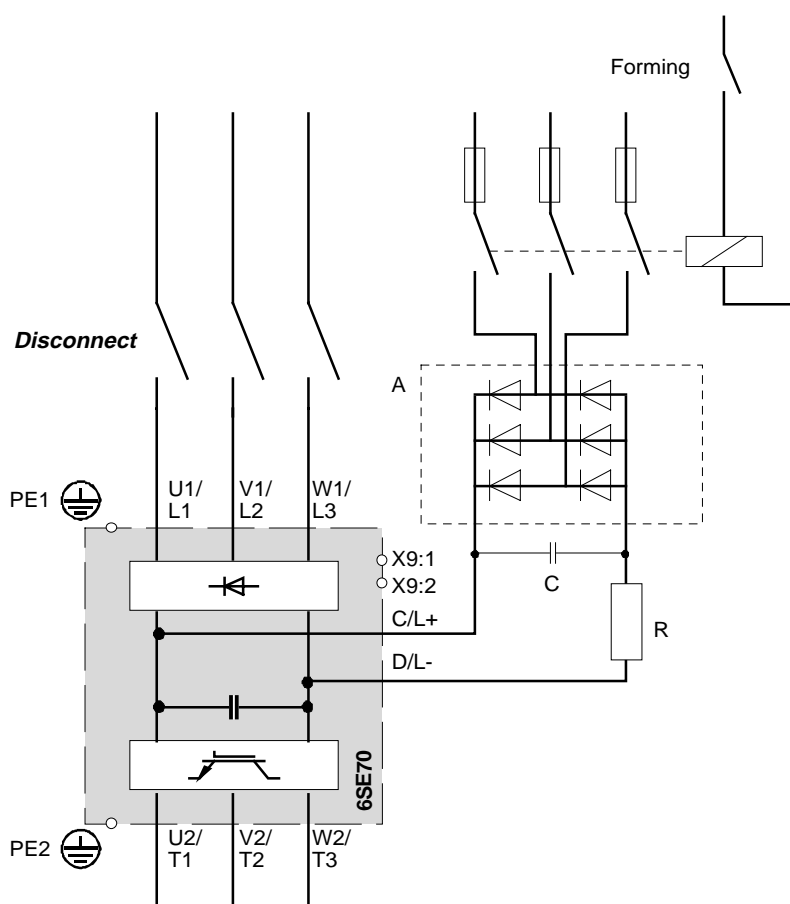 Forming
Disconnect
A
PE1
U1/
L1
V1/
L2
W1/
L3
X9:1
X9:2
C
C/L+
R
D/L-
6SE70
PE2
U2/
T1
V2/
T2
W2/
T3